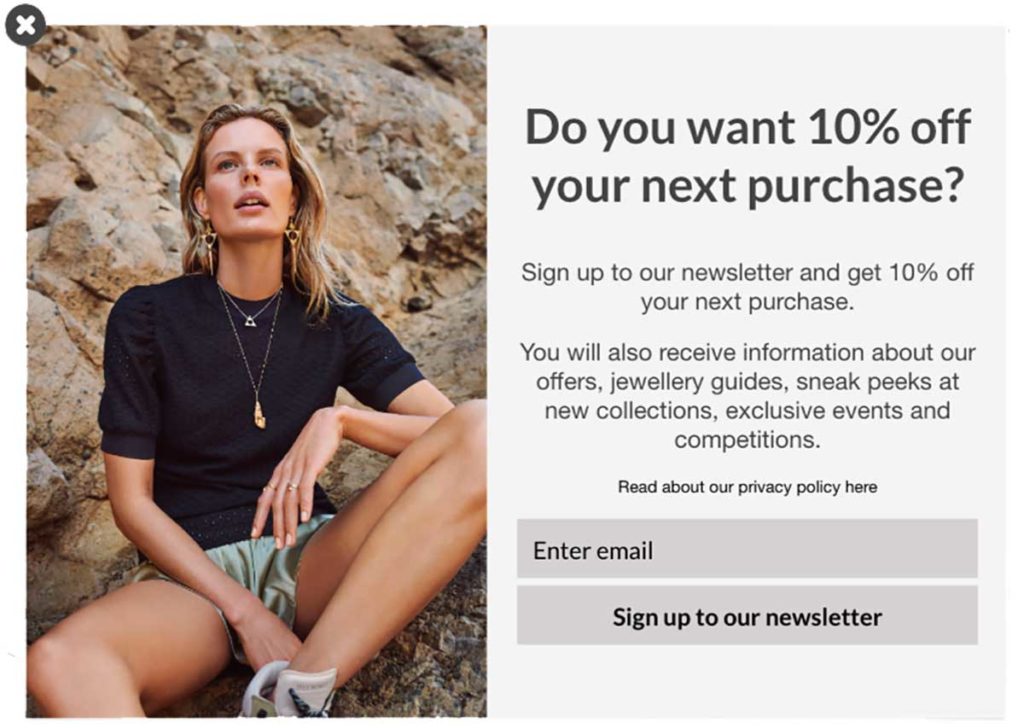 Do you want 10% off
your next purchase?
Sign up to our newsletter and get 10% off
your next purchase.
You will also receive information about our
offers, jewellery guides, sneak peeks at
new collections, exclusive events and
competitions.
Read about our privacy policy here
Enter email
Sign up to our newsletter